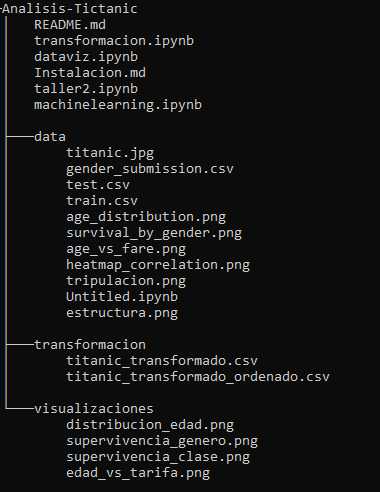 Analisis-Tictanic
README.md
transformacion.ipynb
dataviz.ipynb
Instalacion.md
taller2.ipynb
machinelearning.ipynb
data
titanic.jpg
gender_submission.csv
test.csv
train.csv
age_distribution.png
survival_by_gender.png
age_vs_fare.png
heatmap_correlation.png
tripulacion.png
Untitled.ipynb
estructura.png
transformacion
titanic_transformado.csv
titanic_transformado_ordenado.csv
visualizaciones
distribucion_edad.png
supervivencia_genero.png
supervivencia_clase.png
edad_vs_tarifa.png